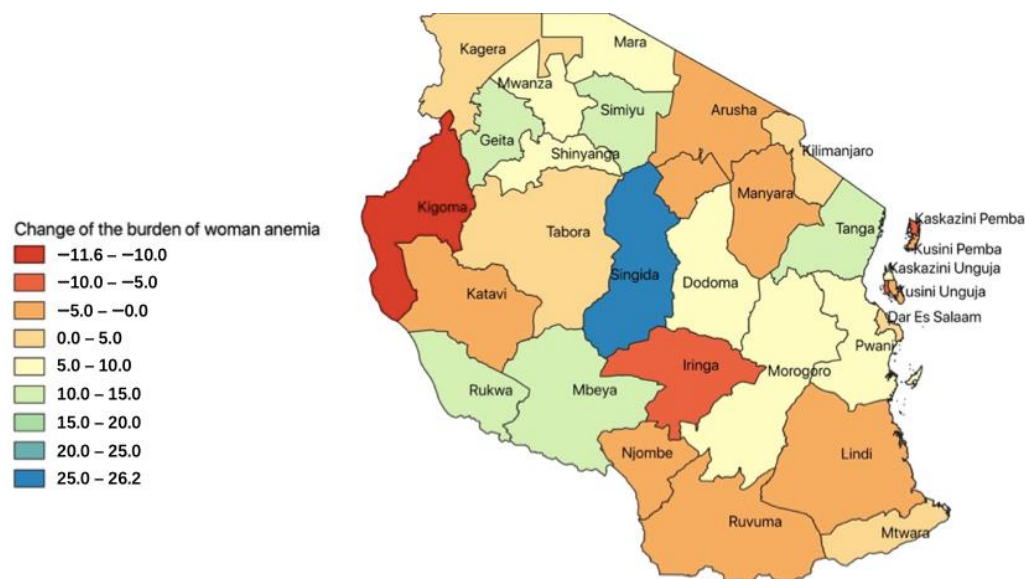 Change of the burden of woman anemia
−11.6 – −10.0
−10.0 – −5.0
−5.0 – −0.0
0.0 – 5.0
5.0 – 10.0
10.0 – 15.0
15.0 – 20.0
20.0 – 25.0
25.0 – 26.2
Kagera
Mara
Mwanza
Simiyu
Arusha
Geita
Shinyanga
Kilimanjaro
Kigoma
Manyara
Tabora
Tanga
Kaskazini Pemba
Kusini Pemba
Kaskazini Unguja
Singida
Dodoma
Katavi
Kusini Unguja
Dar Es Salaam
Pwani
Iringa
Morogoro
Rukwa
Mbeya
Njombe
Lindi
Ruvuma
Mtwara